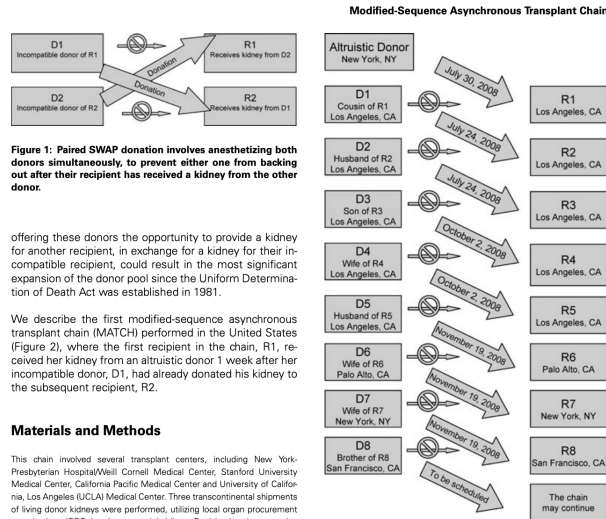 Modified-Sequence Asynchronous Transplant Chain
D1
Incompatible donor of R1
R1
Receives kidney from D2
Donation
Donation
D2
Incompatible donor of R2
R2
Receives kidney from D1
Figure 1: Paired SWAP donation involves anesthetizing both
donors simultaneously, to prevent either one from backing
out after their recipient has received a kidney from the other
donor.
offering these donors the opportunity to provide a kidney
for another recipient, in exchange for a kidney for their in-
compatible recipient, could result in the most significant
expansion of the donor pool since the Uniform Determina-
tion of Death Act was established in 1981.
We describe the first modified-sequence asynchronous
transplant chain (MATCH) performed in the United States
(Figure 2), where the first recipient in the chain, R1, re-
ceived her kidney from an altruistic donor 1 week after her
incompatible donor, D1, had already donated his kidney to
the subsequent recipient, R2.
Materials and Methods
This chain involved several transplant centers, including New York-
Presbyterian Hospital/Weill Cornell Medical Center, Stanford University
Medical Center, California Pacific Medical Center and University of Califor-
nia, Los Angeles (UCLA) Medical Center. Three transcontinental shipments
of living donor kidneys were performed, utilizing local organ procurement
Altruistic Donor
New York, NY
July 30, 2008
D1
Cousin of R1
Los Angeles, CA
R1
Los Angeles, CA
July 24, 2008
D2
Husband of R2
Los Angeles, CA
R2
Los Angeles, CA
July 24, 2008
D3
Son of R3
Los Angeles, CA
R3
Los Angeles, CA
October 2, 2008
D4
Wife of R4
Los Angeles, CA
R4
Los Angeles, CA
October 2, 2008
D5
Husband of R5
Los Angeles, CA
R5
Los Angeles, CA
November 19, 2008
D6
Wife of R6
Palo Alto, CA
R6
Palo Alto, CA
November 19, 2008
D7
Wife of R7
New York, NY
R7
New York, NY
November 19, 2008
D8
Brother of R8
San Francisco, CA
R8
San Francisco, CA
To be scheduled
The chain
may continue